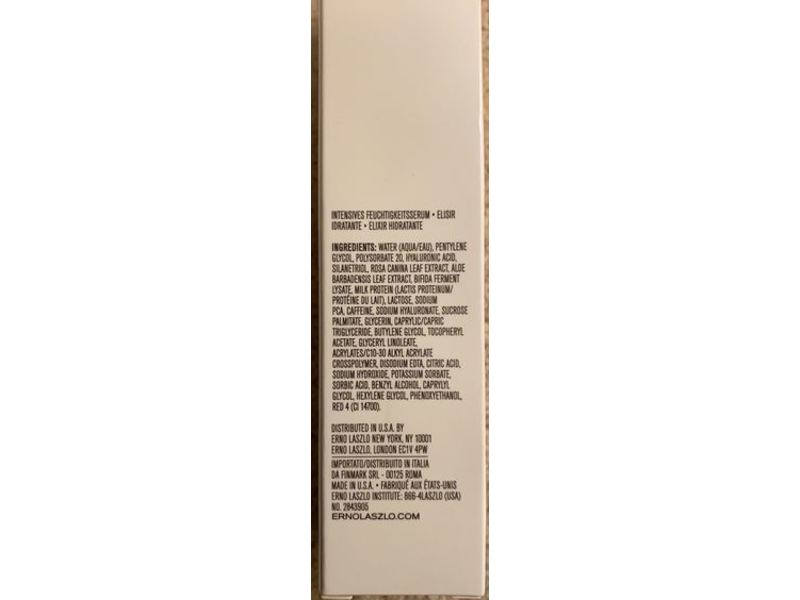 INTENSIVES FEUCHTIGKEITSSERUM • ELISIR
IDRATANTE • ELIXIR HIDRATANTE
INGREDIENTS: WATER (AQUA/EAU), PENTYLENE
GLYCOL, POLYSORBATE 20, HYALURONIC ACID,
SILANETRIOL, ROSA CANINA LEAF EXTRACT, ALOE
BARBADENSIS LEAF EXTRACT, BIFIDA FERMENT
LYSATE, MILK PROTEIN (LACTIS PROTEINUM/
PROTÉINE DU LAIT), LACTOSE, SODIUM
PCA, CAFFEINE, SODIUM HYALURONATE, SUCROSE
PALMITATE, GLYCERIN, CAPRYLIC/CAPRIC
TRIGLYCERIDE, BUTYLENE GLYCOL, TOCOPHERYL
ACETATE, GLYCERYL LINOLEATE,
ACRYLATES/C10-30 ALKYL ACRYLATE
CROSSPOLYMER, DISODIUM EDTA, CITRIC ACID,
SODIUM HYDROXIDE, POTASSIUM SORBATE,
SORBIC ACID, BENZYL ALCOHOL, CAPRYLYL
GLYCOL, HEXYLENE GLYCOL, PHENOXYETHANOL,
RED 4 (CI 14700).
DISTRIBUTED IN U.S.A. BY
ERNO LASZLO NEW YORK, NY 10001
ERNO LASZLO, LONDON EC1V 4PW
IMPORTATO/DISTRIBUITO IN ITALIA
DA FINMARK SRL - 00125 ROMA
MADE IN U.S.A. • FABRIQUÉ AUX ÉTATS-UNIS
ERNO LASZLO INSTITUTE: 866-4LASZLO (USA)
NO. 2843905
ERNOLASZLO.COM